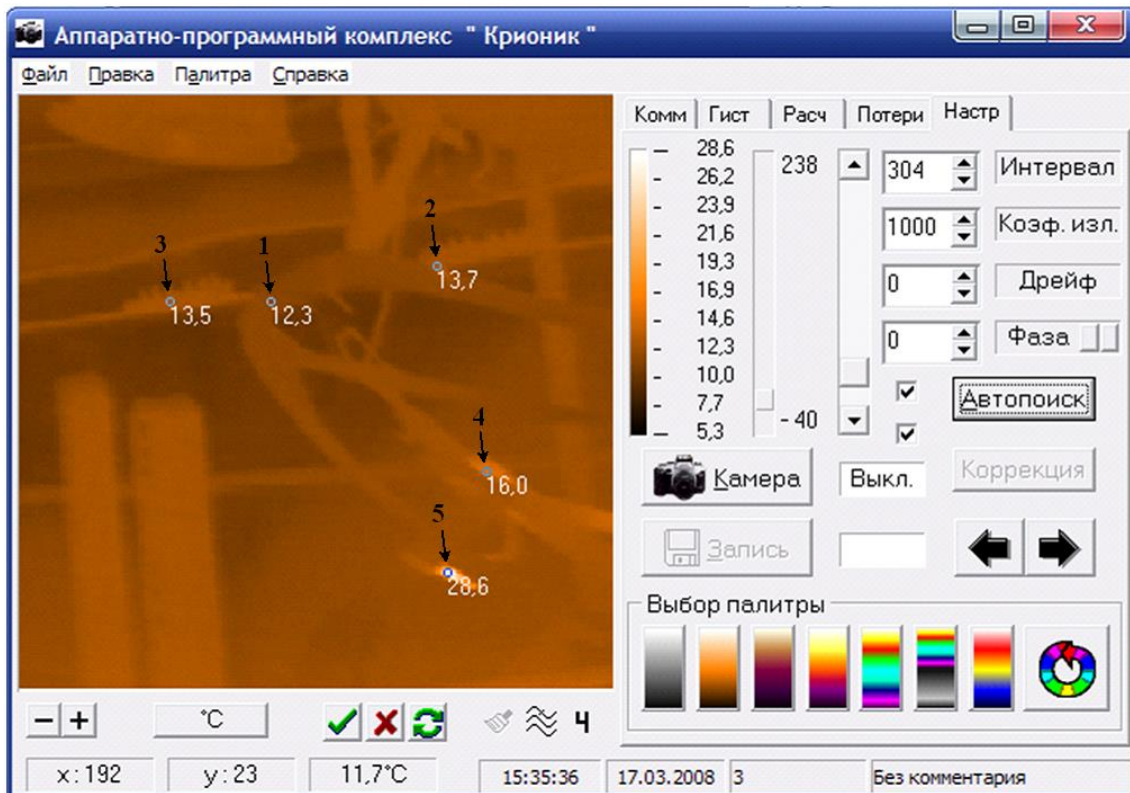 Аппаратно-программный комплекс " Крионик "
Файл Правка Палитра Справка
Комм Гист Расч Потери Настр
28,6
26,2
23,9
21,6
19,3
16,9
14,6
12,3
10,0
7,7
5,3
238
- 40
304 Интервал
1000 Коэф. изл.
0 Дрейф
0 Фаза
Автопоиск
Камера Выкл. Коррекция
Запись
Выбор палитры
2
13,7
3 1
13,5 12,3
4
16,0
5
28,6
− + °C Ч
x:192 y:23 11,7°C 15:35:36 17.03.2008 3 Без комментария